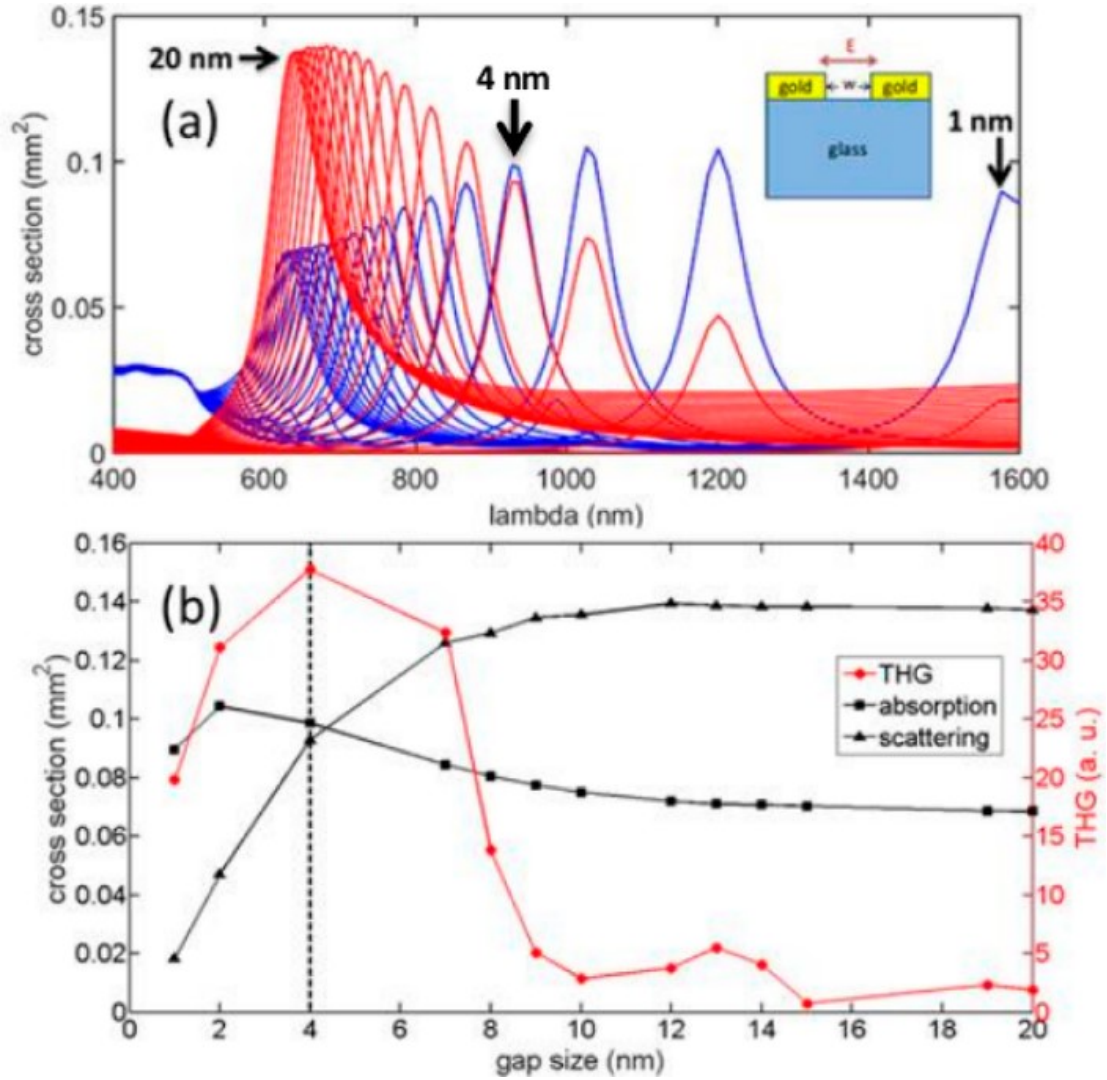 0.15
20 nm
4 nm
E
(a)
gold
w
gold
1 nm
glass
0.1
0.05
0
cross section (mm²)
400
600
800
1000
1200
1400
1600
lambda (nm)
0.16
0.14
0.12
0.1
0.08
0.06
0.04
0.02
0
cross section (mm²)
(b)
THG
absorption
scattering
40
35
30
25
20
15
10
5
0
THG (a. u.)
0
2
4
6
8
10
12
14
16
18
20
gap size (nm)